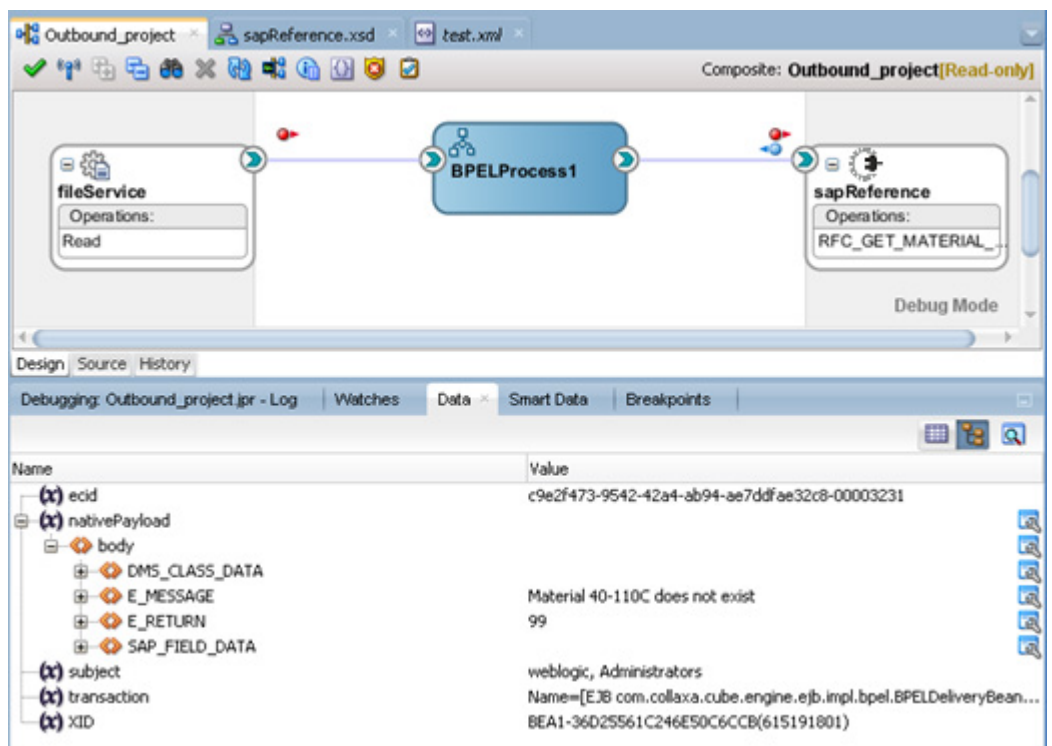 Outbound_project sapReference.xsd test.xml
Composite: Outbound_project[Read-only]
BPELProcess1
fileService
Operations:
Read
sapReference
Operations:
RFC_GET_MATERIAL_...
Debug Mode
Design Source History
Debugging: Outbound_project.jpr - Log Watches Data Smart Data Breakpoints
Name Value
(x) ecid c9e2f473-9542-42a4-ab94-ae7ddfae32c8-00003231
(x) nativePayload
body
DMS_CLASS_DATA
E_MESSAGE Material 40-110C does not exist
E_RETURN 99
SAP_FIELD_DATA
(x) subject weblogic, Administrators
(x) transaction Name=[EJB com.collaxa.cube.engine.ejb.impl.bpel.BPELDeliveryBean...
(x) XID BEA1-36D25561C246E50C6CCB(615191801)